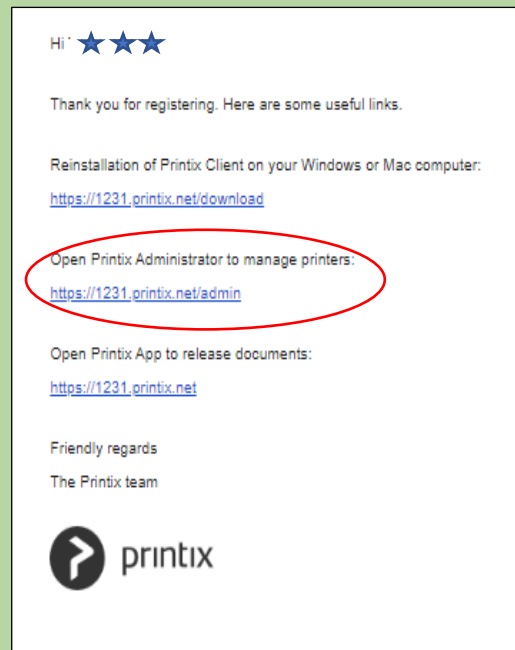 Hi
Thank you for registering. Here are some useful links.
Reinstallation of Printix Client on your Windows or Mac computer:
https://1231.printix.net/download
Open Printix Administrator to manage printers:
https://1231.printix.net/admin
Open Printix App to release documents:
https://1231.printix.net
Friendly regards
The Printix team
printix